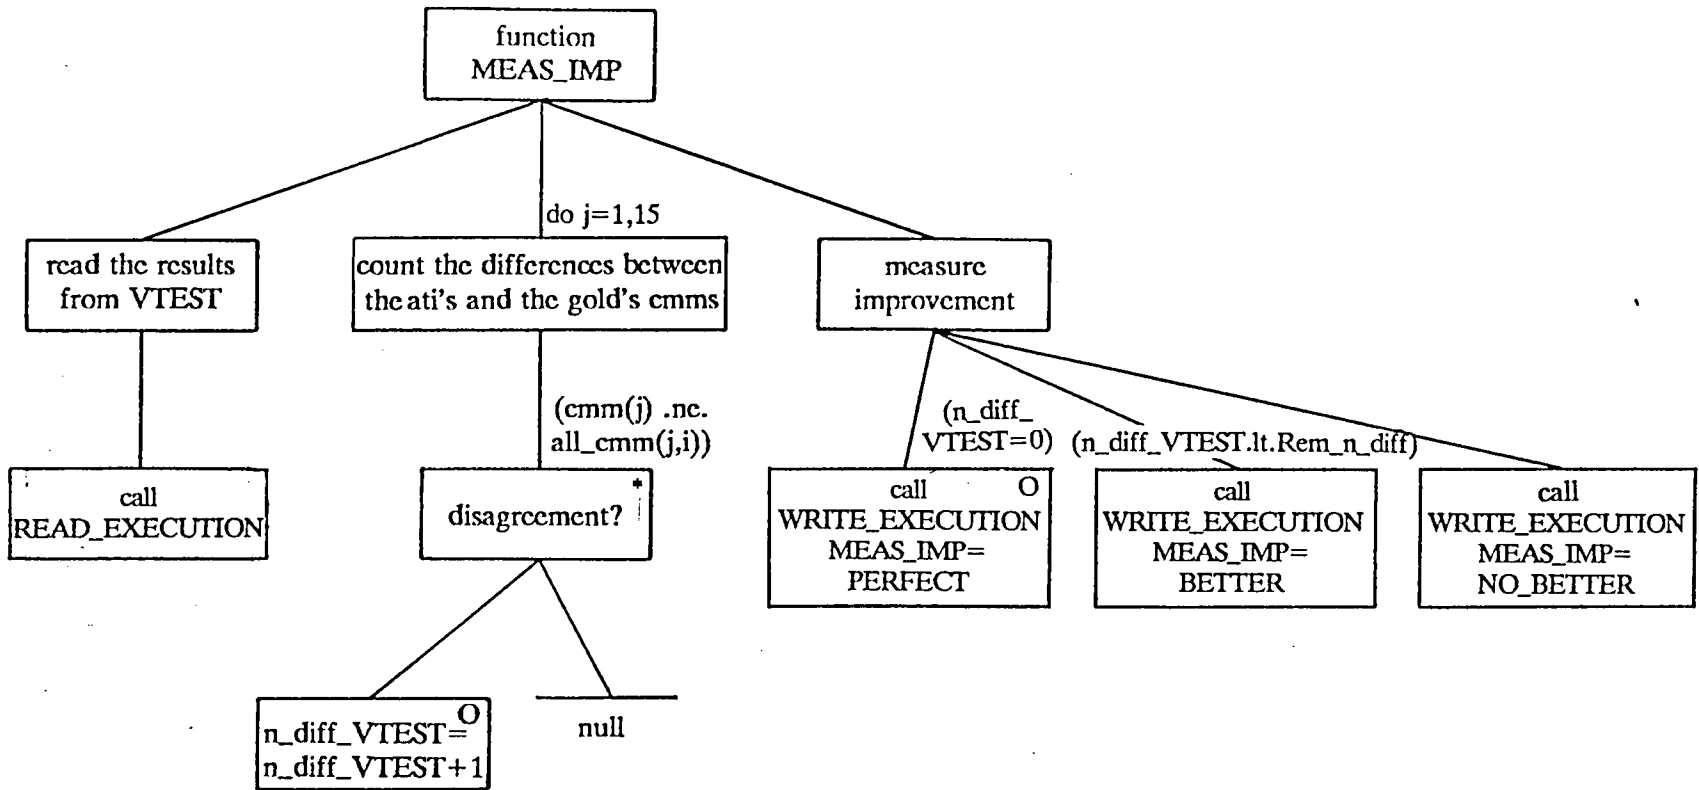 function
MEAS_IMP
do j=1,15
read the results
from VTEST
count the differences between
the ati's and the gold's cmms
measure
improvement
(cmm(j) .ne.
all_cmm(j,i))
(n_diff_
VTEST=0)
(n_diff_VTEST.lt.Rem_n_diff)
call
READ_EXECUTION
disagreement?
*
call
O
WRITE_EXECUTION
MEAS_IMP=
PERFECT
call
WRITE_EXECUTION
MEAS_IMP=
BETTER
call
WRITE_EXECUTION
MEAS_IMP=
NO_BETTER
O
n_diff_VTEST=
n_diff_VTEST+1
null